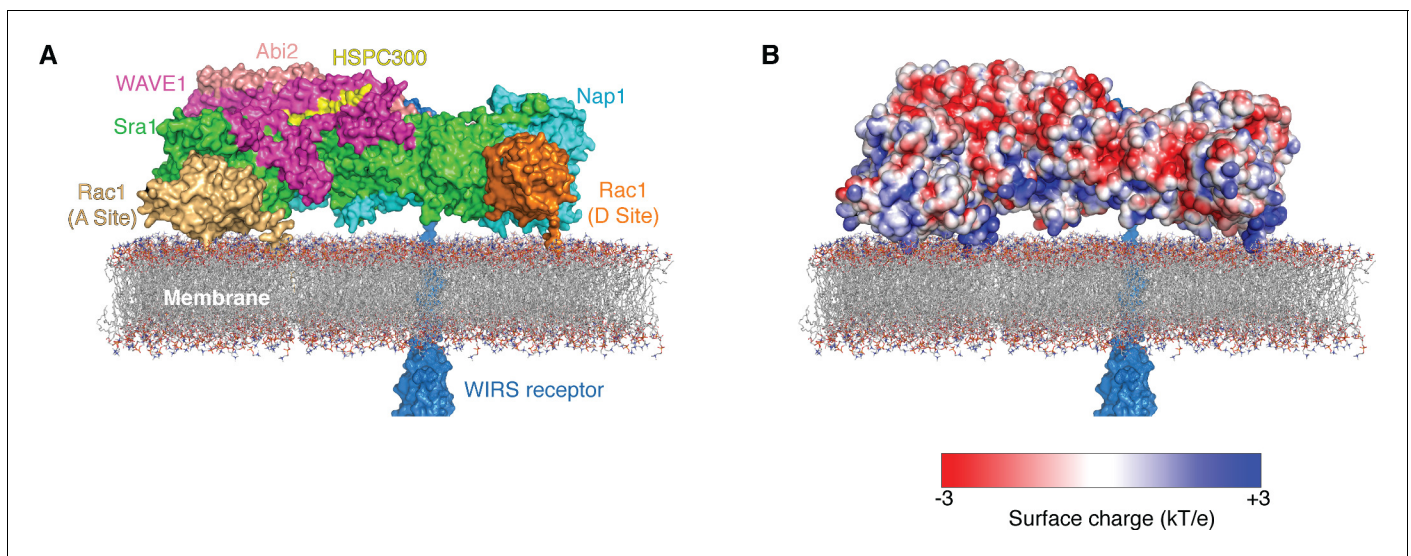 A
Abi2
HSPC300
WAVE1
Nap1
Sra1
Rac1
(A Site)
Rac1
(D Site)
Membrane
WIRS receptor
B
-3
+3
Surface charge (kT/e)